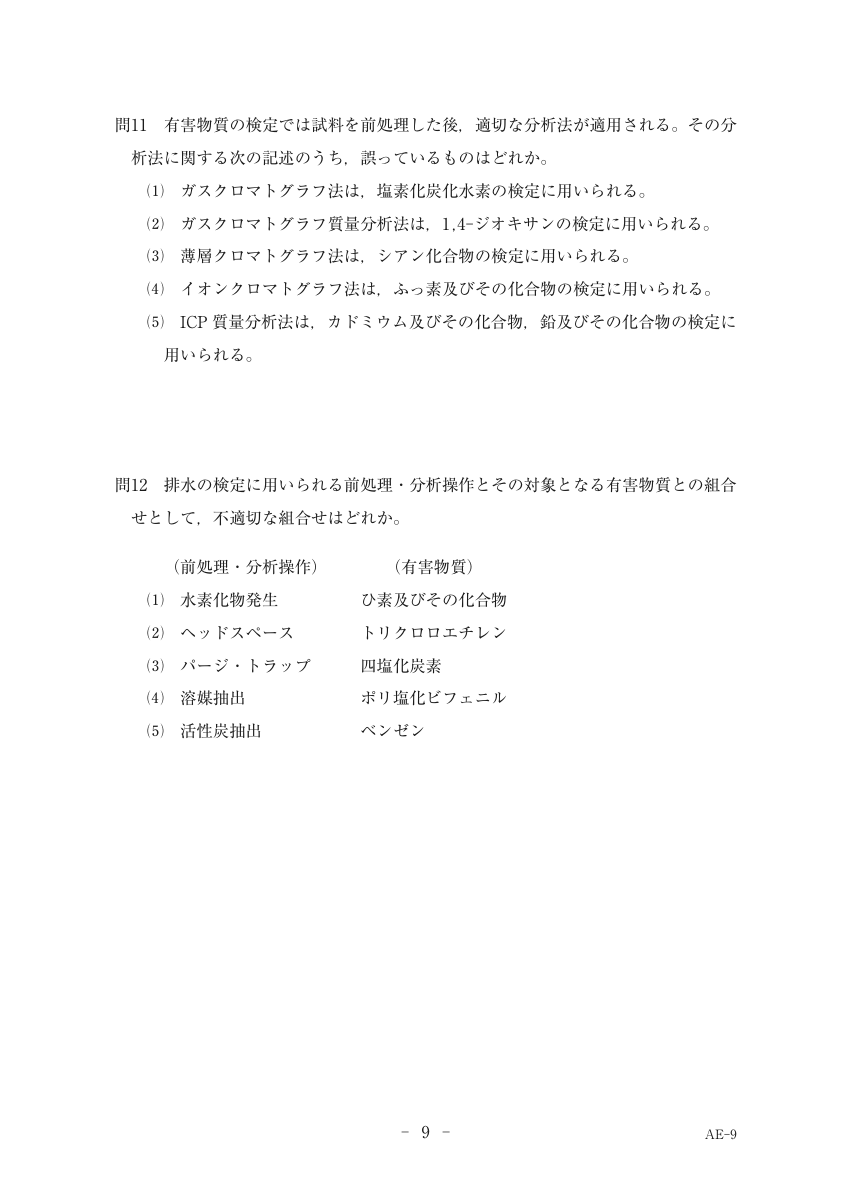 問11　有害物質の検定では試料を前処理した後，適切な分析法が適用される。その分
析法に関する次の記述のうち，誤っているものはどれか。
⑴　ガスクロマトグラフ法は，塩素化炭化水素の検定に用いられる。
⑵　ガスクロマトグラフ質量分析法は，1,4-ジオキサンの検定に用いられる。
⑶　薄層クロマトグラフ法は，シアン化合物の検定に用いられる。
⑷　イオンクロマトグラフ法は，ふっ素及びその化合物の検定に用いられる。
⑸　ICP 質量分析法は，カドミウム及びその化合物，鉛及びその化合物の検定に
用いられる。
問12　排水の検定に用いられる前処理・分析操作とその対象となる有害物質との組合
せとして，不適切な組合せはどれか。
（前処理・分析操作）　（有害物質）
⑴　水素化物発生　ひ素及びその化合物
⑵　ヘッドスペース　トリクロロエチレン
⑶　パージ・トラップ　四塩化炭素
⑷　溶媒抽出　ポリ塩化ビフェニル
⑸　活性炭抽出　ベンゼン
- 9 -　AE-9